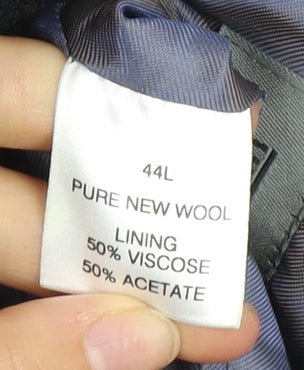 44L
PURE NEW WOOL
LINING
50% VISCOSE
50% ACETATE